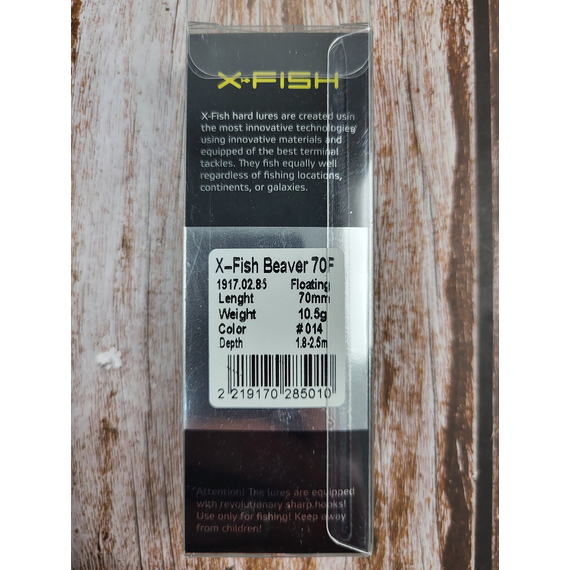 X-FISH
X-Fish hard lures are created usin
the most innovative technologies
using innovative materials and
equipped of the best terminal
tackles. They fish equally well
regardless of fishing locations,
continents, or galaxies.
X-Fish Beaver 70F
1917.02.85 Floating
Lenght 70mm
Weight 10.5g
Color #014
Depth 1.8-2.5m
2 219170 285010
Attention! The lures are equipped
with revolutionary sharp hooks!
Use only for fishing! Keep away
from children!